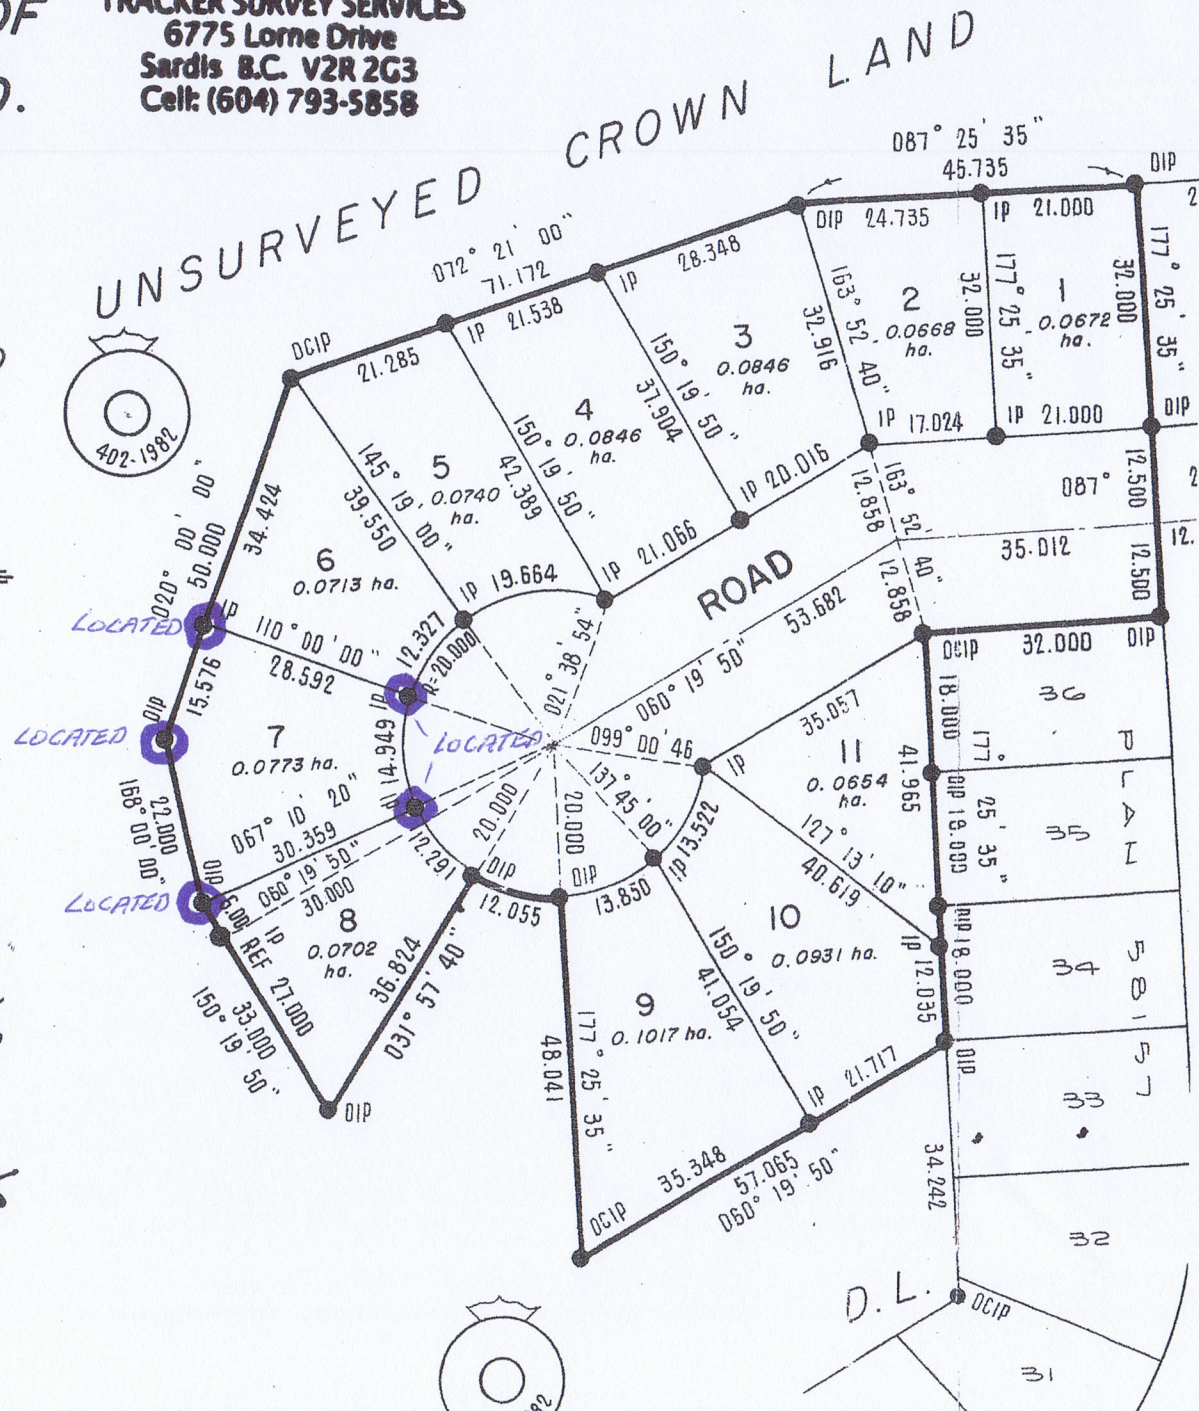 OF
TRACKER SURVEY SERVICES
6775 Lorne Drive
Sardis B.C. V2R 2G3
Cell: (604) 793-5858
D.
UNSURVEYED CROWN LAND
087° 25' 35"
45.735
DIP
DIP 24.735
IP 21.000
072° 21' 00"
71.172
28.348
IP
21.538
IP
21.285
DCIP
402-1982
163° 52' 40"
32.916
2
0.0668
ha.
32.000
177° 25' 35"
1
0.0672
ha.
32.000
177° 25' 35"
3
0.0846
ha.
150° 19' 50"
37.904
4
0.0846
ha.
150° 19' 50"
42.389
5
0.0740
ha.
145° 19' 00"
39.550
IP 17.024
IP 21.000
DIP
IP 20.016
163° 52' 40"
12.858
12.858
087°
12.500
12.500
12.
35.012
020° 00' 00"
50.000
34.424
6
0.0713 ha.
IP 19.664
IP 21.066
ROAD
53.682
060° 19' 50"
LOCATED
IP
110° 00' 00"
28.592
12.327
R=20.000
021° 38' 54"
DCIP 32.000 DIP
15.576
DIP
LOCATED
7
0.0773 ha.
IP
14.949
IP
LOCATED
099° 00' 46
35.057
IP
11
0.0654
ha.
18.000
41.965
177° 25' 35"
36
PLAN 58157
168° 00' 00"
22.000
067° 10' 20"
30.359
20.000
20.000
137° 45' 00"
13.522
IP
DIP 18.000
35
LOCATED
DIP
060° 19' 50"
30.000
12.291
DIP
12.055
DIP
13.850
127° 13' 10"
40.619
6.00
IP
REF 27.000
8
0.0702
ha.
36.824
031° 57' 40"
10
0.0931 ha.
150° 19' 50"
41.054
IP
12.035
DIP 18.000
34
33.000
150° 19' 50"
DIP
9
0.1017 ha.
177° 25' 35"
48.041
IP
21.717
DIP
33
35.348
57.065
060° 19' 50"
DCIP
34.242
32
D.L.
DCIP
31